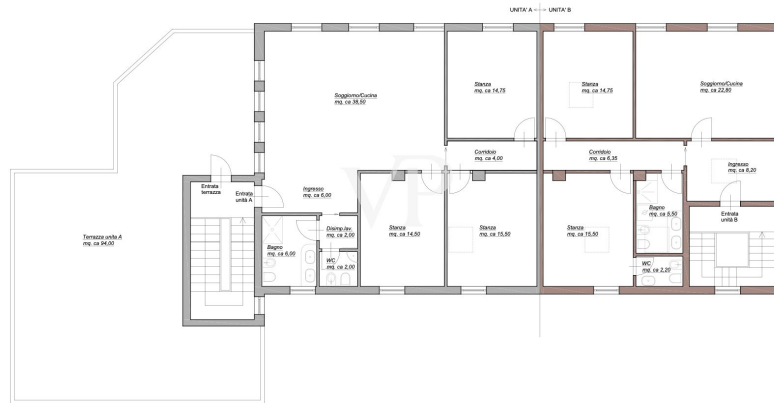 UNITA' A
UNITA' B
Soggiorno/Cucina
mq. ca 38,50
Stanza
mq. ca 14,75
Stanza
mq. ca 14,75
Soggiorno/Cucina
mq. ca 22,80
Corridoio
mq. ca 4,00
Corridoio
mq. ca 6,35
Ingresso
mq. ca 8,20
Entrata
terrazza
Entrata
unità A
Ingresso
mq. ca 6,00
VP
Terrazza unita A
mq. ca 94,00
Bagno
mq. ca 6,00
Disimp.lav.
mq. ca 2,00
WC
mq. ca 2,00
Stanza
mq. ca 14,50
Stanza
mq. ca 15,50
Stanza
mq. ca 15,50
Bagno
mq. ca 5,50
WC
mq. ca 2,20
Entrata
unità B